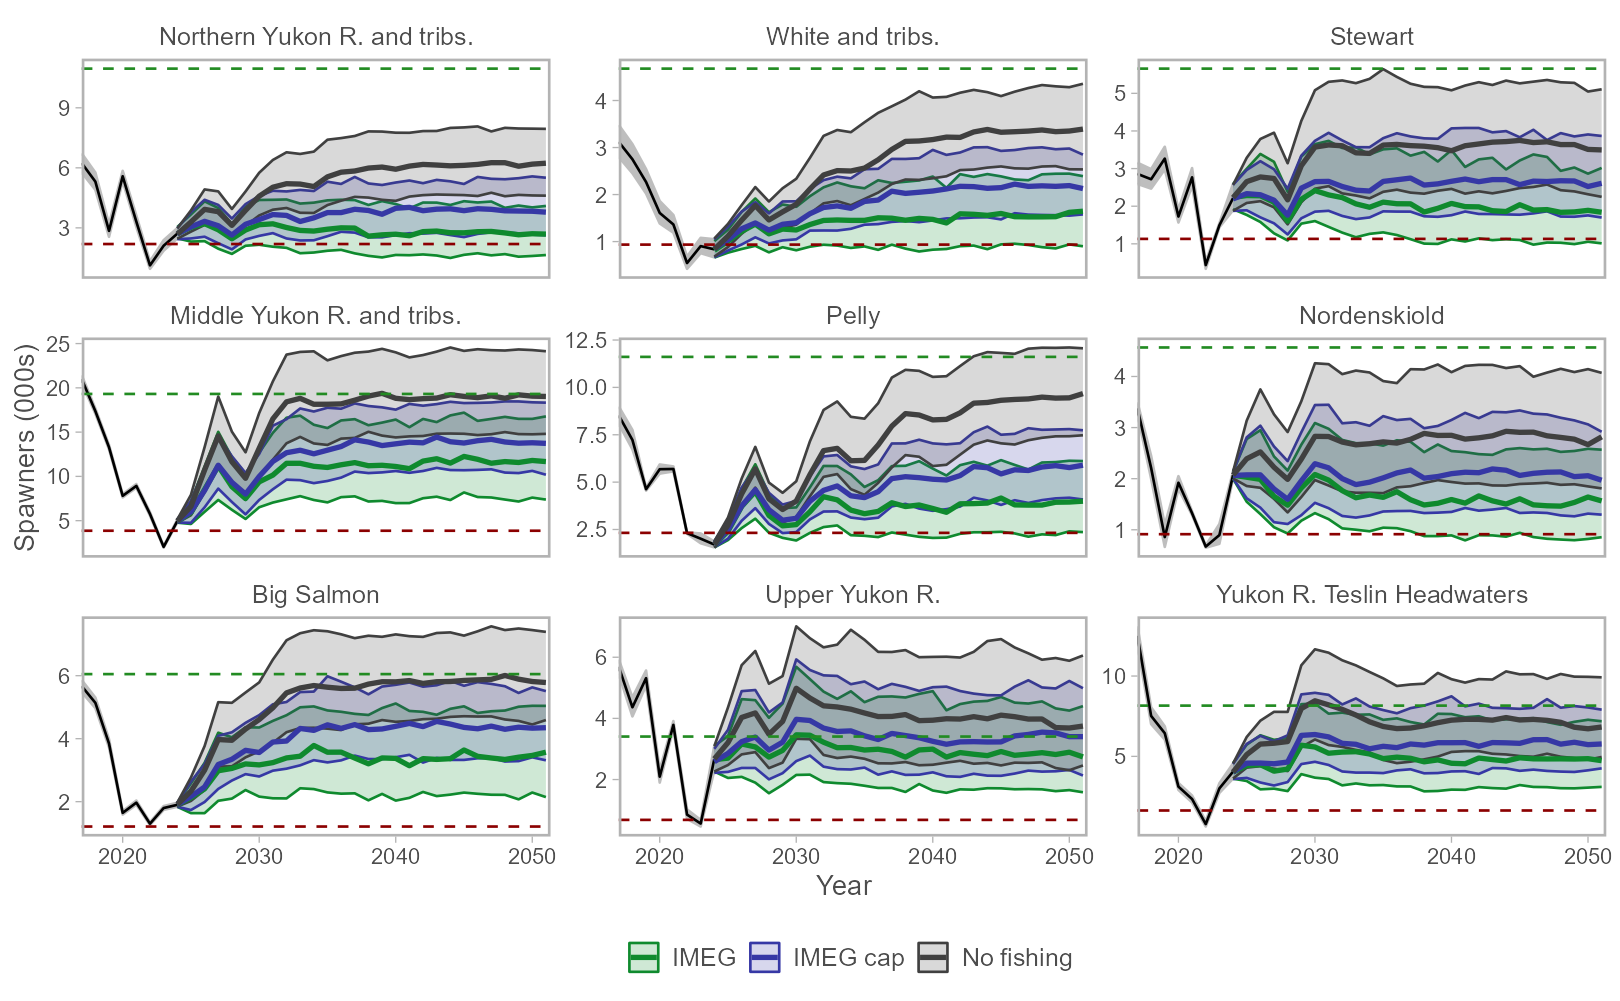 Northern Yukon R. and tribs.
White and tribs.
Stewart
9
6
3
4
3
2
1
5
4
3
2
1
Middle Yukon R. and tribs.
Pelly
Nordenskiold
25
20
15
10
5
12.5
10.0
7.5
5.0
2.5
4
3
2
1
Spawners (000s)
Big Salmon
Upper Yukon R.
Yukon R. Teslin Headwaters
6
4
2
6
4
2
10
5
2020 2030 2040 2050
2020 2030 2040 2050
2020 2030 2040 2050
Year
IMEG IMEG cap No fishing